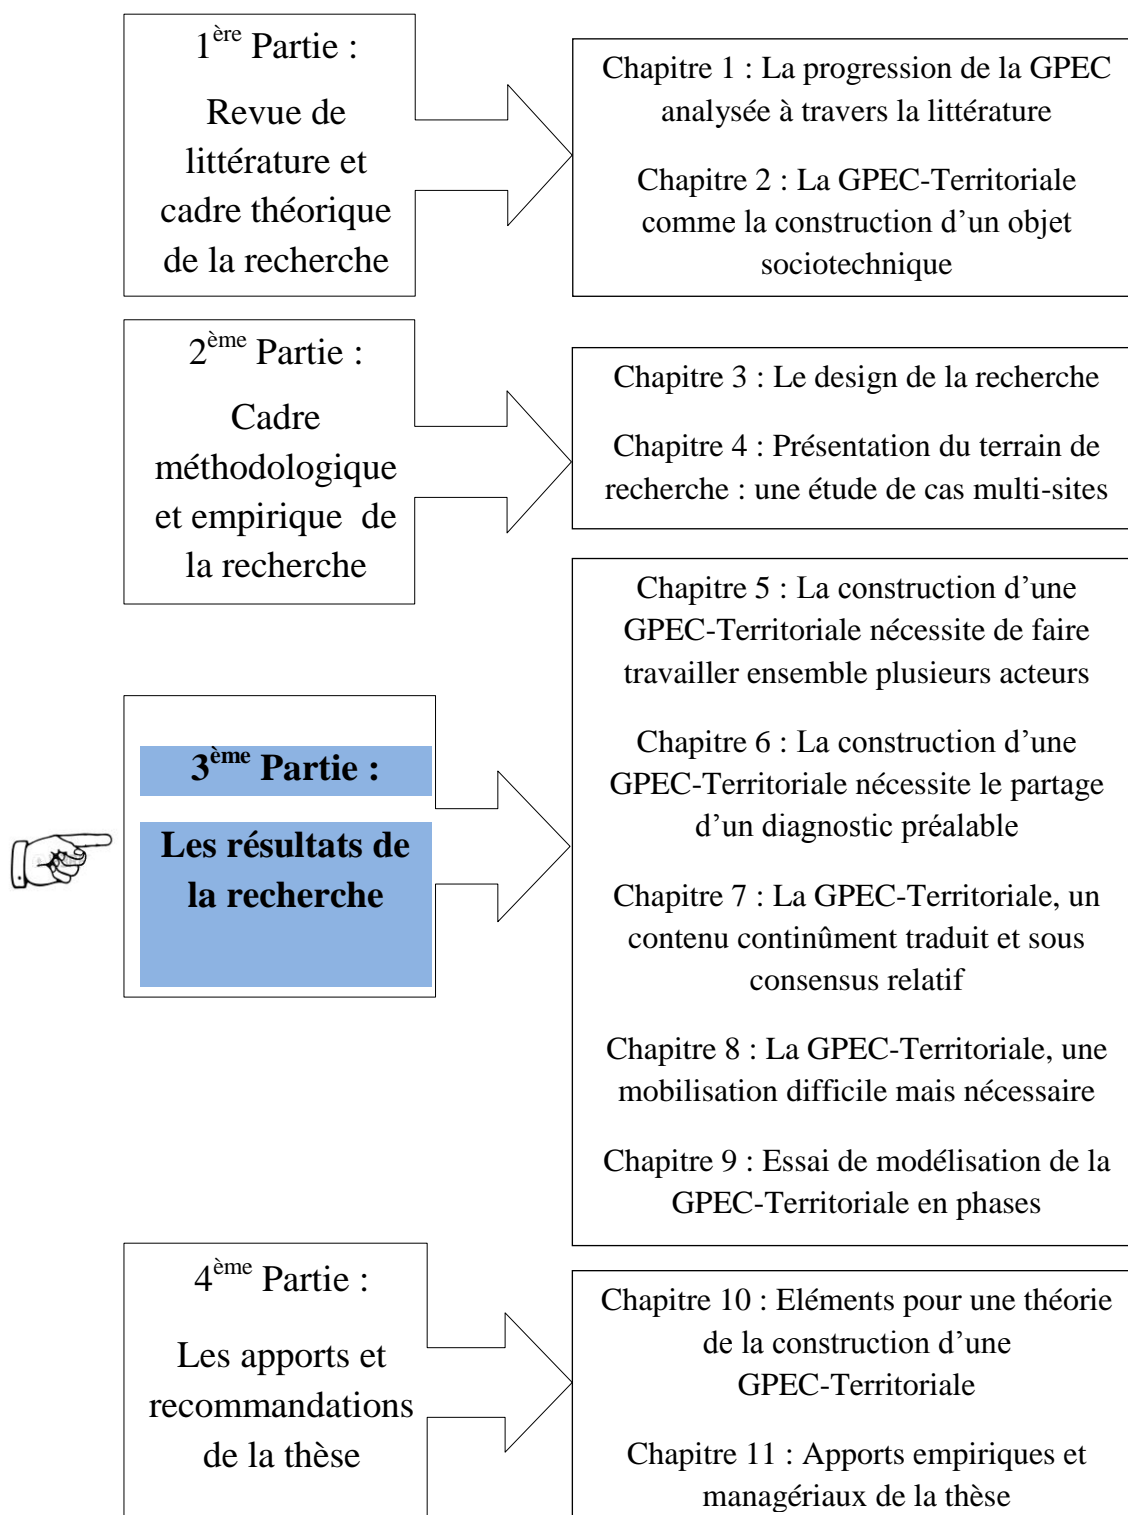 1ère Partie :
Revue de
littérature et
cadre théorique
de la recherche
Chapitre 1 : La progression de la GPEC
analysée à travers la littérature
Chapitre 2 : La GPEC-Territoriale
comme la construction d’un objet
sociotechnique
2ème Partie :
Cadre
méthodologique
et empirique de
la recherche
Chapitre 3 : Le design de la recherche
Chapitre 4 : Présentation du terrain de
recherche : une étude de cas multi-sites
3ème Partie :
Les résultats de
la recherche
Chapitre 5 : La construction d’une
GPEC-Territoriale nécessite de faire
travailler ensemble plusieurs acteurs
Chapitre 6 : La construction d’une
GPEC-Territoriale nécessite le partage
d’un diagnostic préalable
Chapitre 7 : La GPEC-Territoriale, un
contenu continûment traduit et sous
consensus relatif
Chapitre 8 : La GPEC-Territoriale, une
mobilisation difficile mais nécessaire
Chapitre 9 : Essai de modélisation de la
GPEC-Territoriale en phases
4ème Partie :
Les apports et
recommandations
de la thèse
Chapitre 10 : Eléments pour une théorie
de la construction d’une
GPEC-Territoriale
Chapitre 11 : Apports empiriques et
managériaux de la thèse